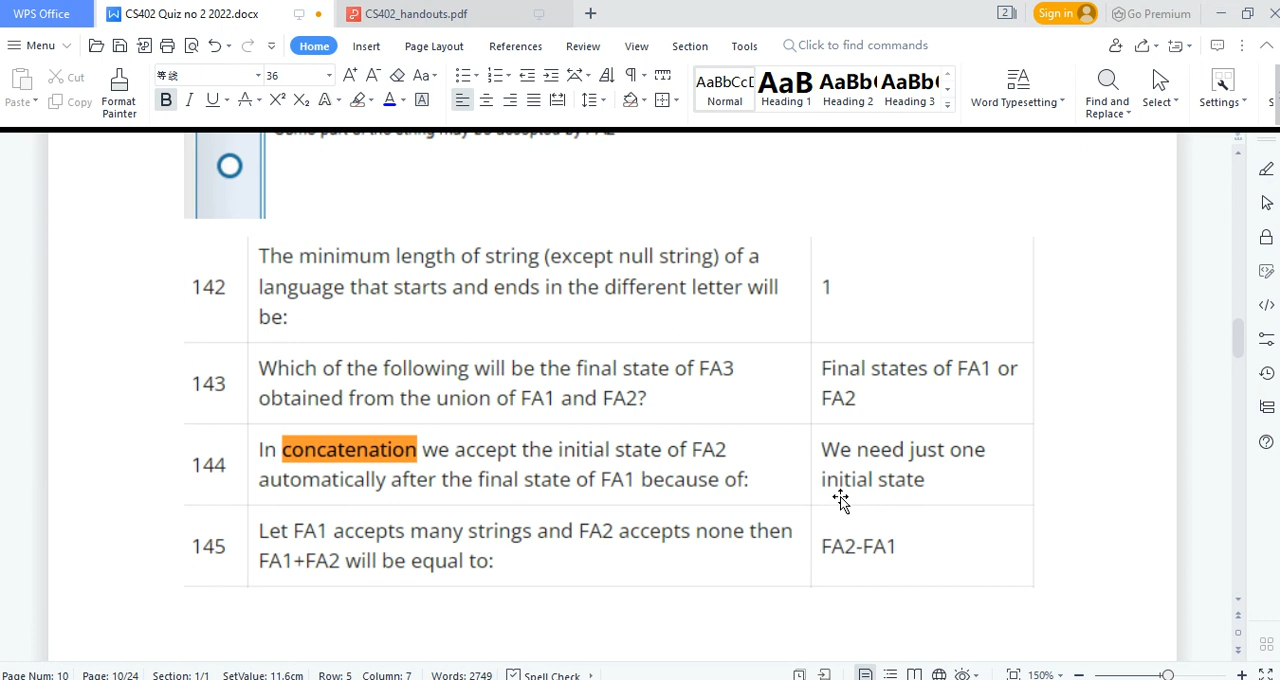 WPS Office
CS402 Quiz no 2 2022.docx
CS402_handouts.pdf
Sign in
Go Premium
Menu
Home
Insert
Page Layout
References
Review
View
Section
Tools
Click to find commands
Paste
Cut
Copy
Format
Painter
36
Normal
Heading 1
Heading 2
Heading 3
Word Typesetting
Find and
Replace
Select
Settings
142
The minimum length of string (except null string) of a
language that starts and ends in the different letter will
be:
1
143
Which of the following will be the final state of FA3
obtained from the union of FA1 and FA2?
Final states of FA1 or
FA2
144
In concatenation we accept the initial state of FA2
automatically after the final state of FA1 because of:
We need just one
initial state
145
Let FA1 accepts many strings and FA2 accepts none then
FA1+FA2 will be equal to:
FA2-FA1
Page Num: 10 Page: 10/24 Section: 1/1 SetValue: 11.6cm Row: 5 Column: 7 Words: 2749 Spell Check 150%